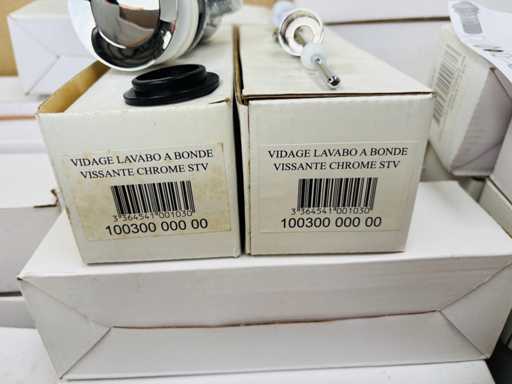 VIDAGE LAVABO A BONDE
VISSANTE CHROME STV
3 364541 001030
100300 000 00
VIDAGE LAVABO A BONDE
VISSANTE CHROME STV
3 364541 001030
100300 000 00